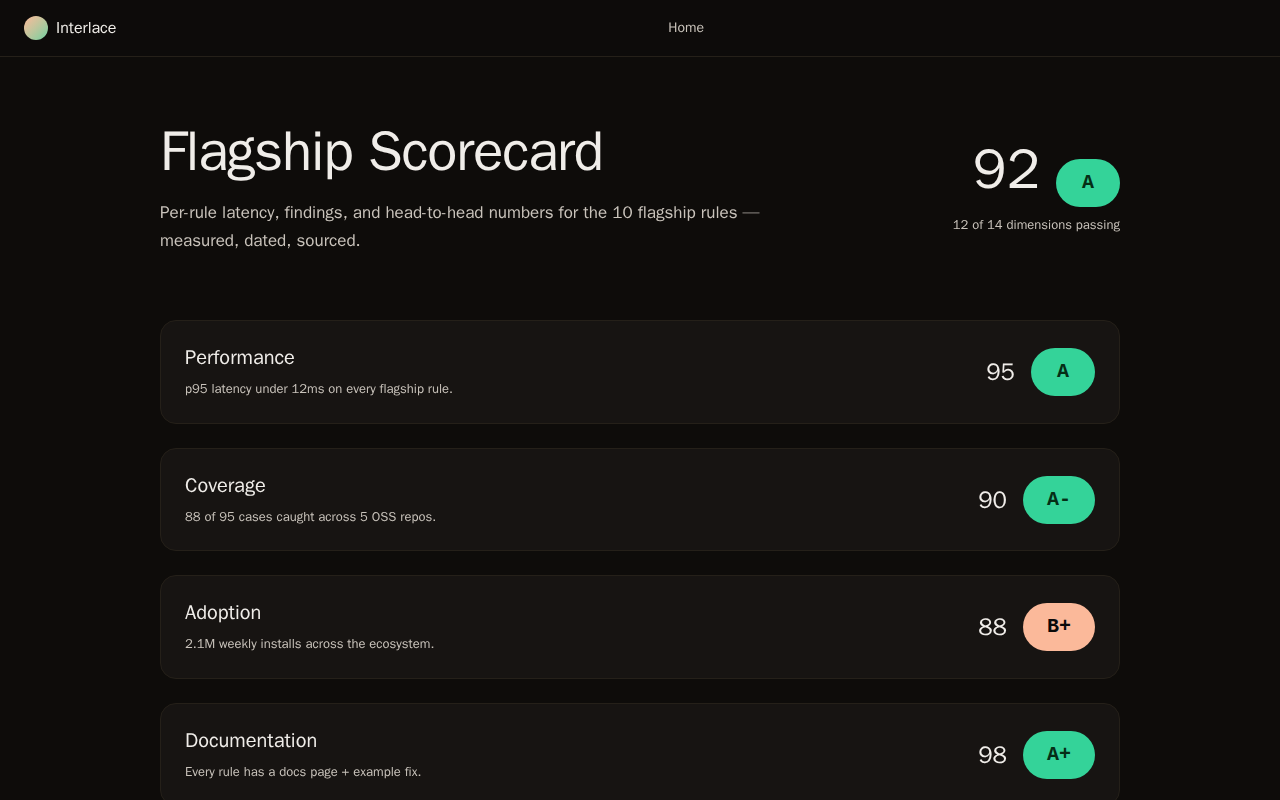 Interlace
Home
Flagship Scorecard
Per-rule latency, findings, and head-to-head numbers for the 10 flagship rules —
measured, dated, sourced.
92
A
12 of 14 dimensions passing
Performance
p95 latency under 12ms on every flagship rule.
95
A
Coverage
88 of 95 cases caught across 5 OSS repos.
90
A-
Adoption
2.1M weekly installs across the ecosystem.
88
B+
Documentation
Every rule has a docs page + example fix.
98
A+